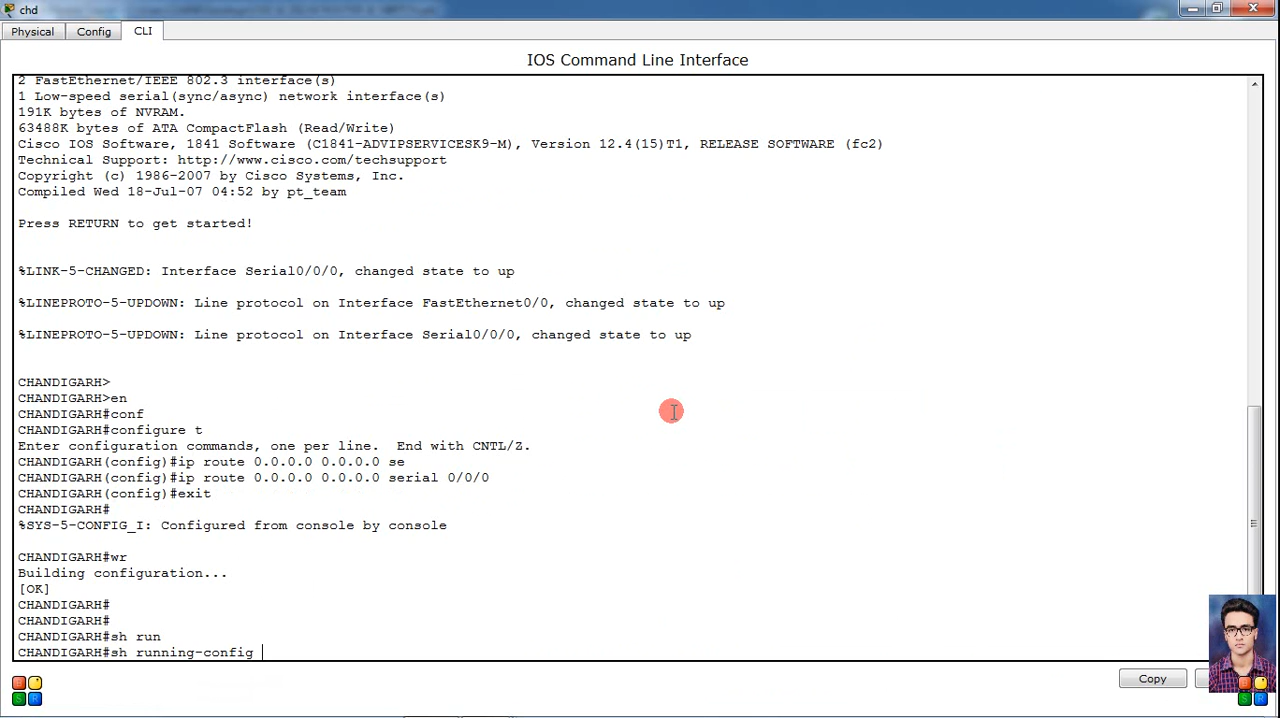 chd
Physical
Config
CLI
IOS Command Line Interface
2 FastEthernet/IEEE 802.3 interface(s)
1 Low-speed serial(sync/async) network interface(s)
191K bytes of NVRAM.
63488K bytes of ATA CompactFlash (Read/Write)
Cisco IOS Software, 1841 Software (C1841-ADVIPSERVICESK9-M), Version 12.4(15)T1, RELEASE SOFTWARE (fc2)
Technical Support: http://www.cisco.com/techsupport
Copyright (c) 1986-2007 by Cisco Systems, Inc.
Compiled Wed 18-Jul-07 04:52 by pt_team
Press RETURN to get started!
%LINK-5-CHANGED: Interface Serial0/0/0, changed state to up
%LINEPROTO-5-UPDOWN: Line protocol on Interface FastEthernet0/0, changed state to up
%LINEPROTO-5-UPDOWN: Line protocol on Interface Serial0/0/0, changed state to up
CHANDIGARH>
CHANDIGARH>en
CHANDIGARH#conf
CHANDIGARH#configure t
Enter configuration commands, one per line.  End with CNTL/Z.
CHANDIGARH(config)#ip route 0.0.0.0 0.0.0.0 se
CHANDIGARH(config)#ip route 0.0.0.0 0.0.0.0 serial 0/0/0
CHANDIGARH(config)#exit
CHANDIGARH#
%SYS-5-CONFIG_I: Configured from console by console
CHANDIGARH#wr
Building configuration...
[OK]
CHANDIGARH#
CHANDIGARH#
CHANDIGARH#sh run
CHANDIGARH#sh running-config
Copy